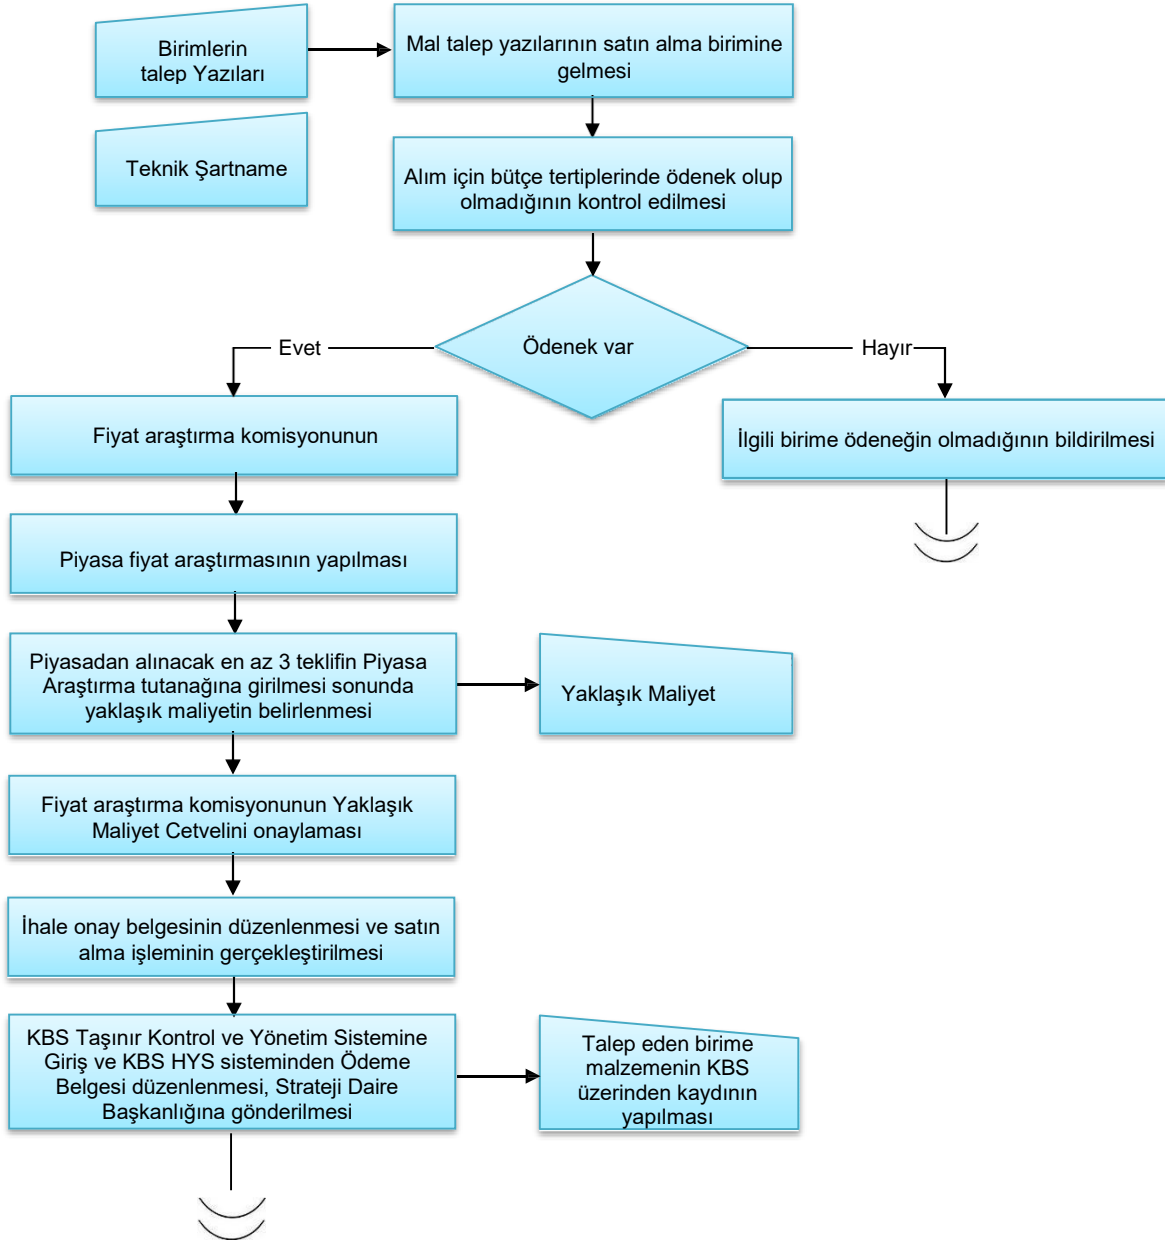 Birimlerin
talep Yazıları
Mal talep yazılarının satın alma birimine
gelmesi
Teknik Şartname
Alım için bütçe tertiplerinde ödenek olup
olmadığının kontrol edilmesi
Ödenek var
Evet
Hayır
Fiyat araştırma komisyonunun
İlgili birime ödeneğin olmadığının bildirilmesi
Piyasa fiyat araştırmasının yapılması
Piyasadan alınacak en az 3 teklifin Piyasa
Araştırma tutanağına girilmesi sonunda
yaklaşık maliyetin belirlenmesi
Yaklaşık Maliyet
Fiyat araştırma komisyonunun Yaklaşık
Maliyet Cetvelini onaylaması
İhale onay belgesinin düzenlenmesi ve satın
alma işleminin gerçekleştirilmesi
KBS Taşınır Kontrol ve Yönetim Sistemine
Giriş ve KBS HYS sisteminden Ödeme
Belgesi düzenlenmesi, Strateji Daire
Başkanlığına gönderilmesi
Talep eden birime
malzemenin KBS
üzerinden kaydının
yapılması